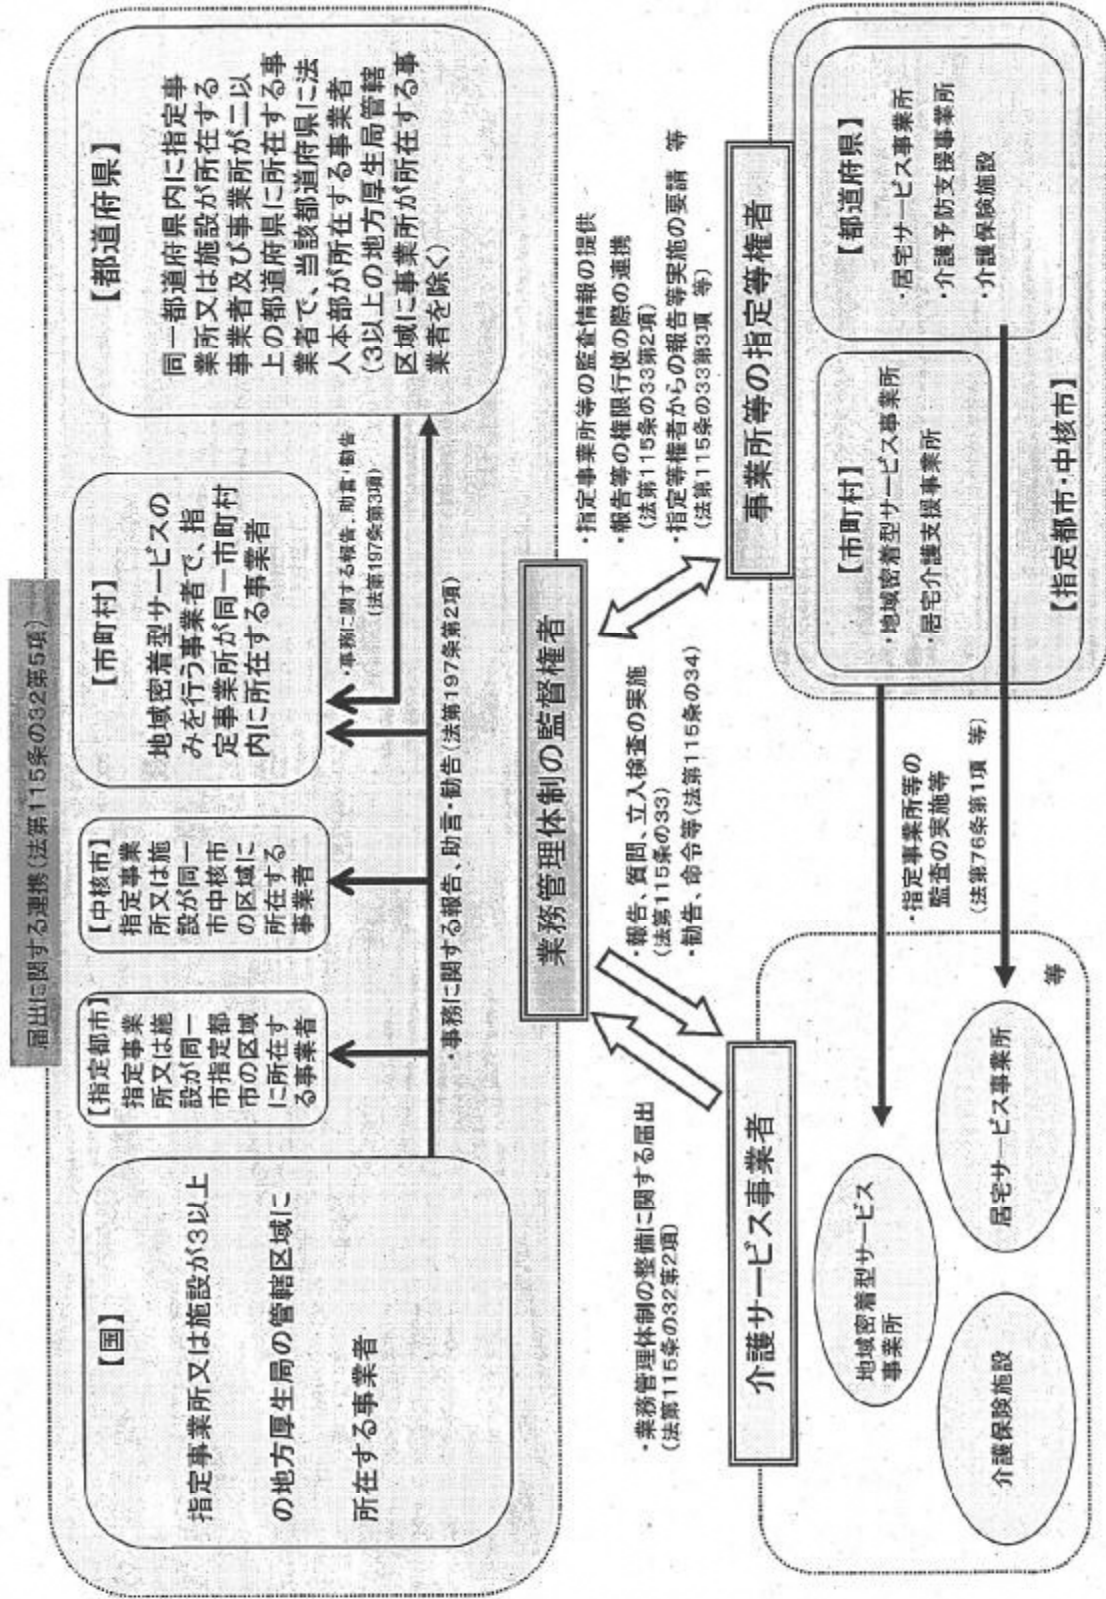 届出に関する連携(法第115条の32第5項)
【国】
指定事業所又は施設が3以上
の地方厚生局の管轄区域に
所在する事業者
【指定都市】
指定事業
所又は施
設が同一
市指定都
市の区域
に所在す
る事業者
【中核市】
指定事業
所又は施
設が同一
市中核市
の区域に
所在する
事業者
【市町村】
地域密着型サービスの
みを行う事業者で、指
定事業所が同一市町村
内に所在する事業者
【都道府県】
同一都道府県内に指定事
業所又は施設が所在する
事業者及び事業所が二以
上の都道府県に所在する事
業者で、当該都道府県に法
人本部が所在する事業者
(3以上の地方厚生局管轄
区域に事業所が所在する事
業者を除く)
・事務に関する報告、助言・勧告
(法第197条第3項)
・事務に関する報告、助言・勧告(法第197条第2項)
業務管理体制の監督権者
・業務管理体制の整備に関する届出
(法第115条の32第2項)
・報告、質問、立入検査の実施
(法第115条の33)
・勧告、命令等(法第115条の34)
・指定事業所等の監査情報の提供
・報告等の権限行使の際の連携
(法第115条の33第2項)
・指定等権者からの報告等実施の要請 等
(法第115条の33第3項 等)
介護サービス事業者
地域密着型サービス
事業所
介護保険施設
居宅サービス事業所
等
・指定事業所等の
監査の実施等
(法第76条第1項 等)
事業所等の指定等権者
【市町村】
・地域密着型サービス事業所
・居宅介護支援事業所
【都道府県】
・居宅サービス事業所
・介護予防支援事業所
・介護保険施設
【指定都市・中核市】